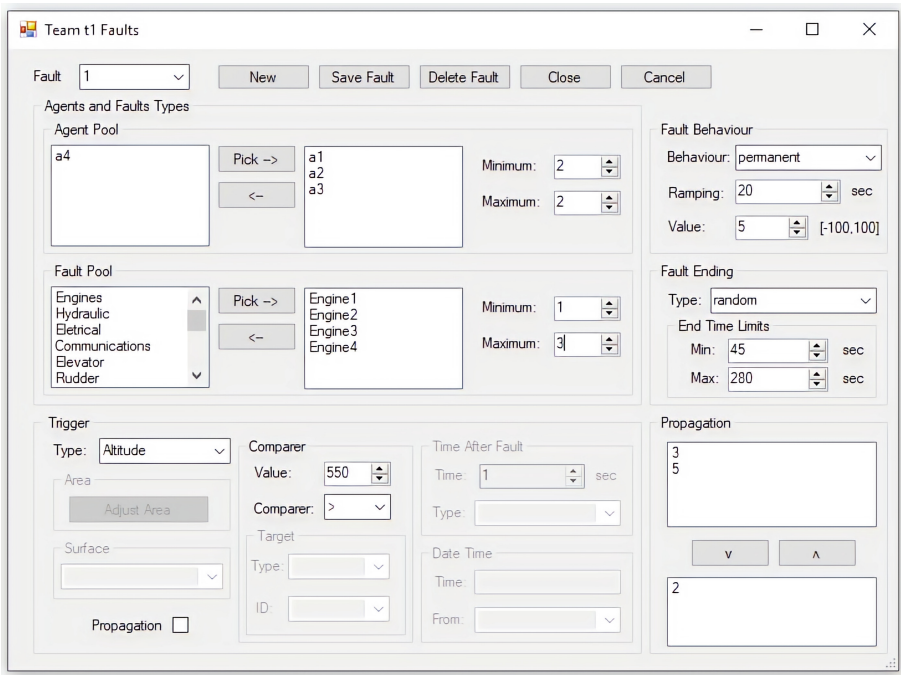 Team t1 Faults
Fault 1 New Save Fault Delete Fault Close Cancel
Agents and Faults Types
Agent Pool
a4
Pick –>
<–
a1
a2
a3
Minimum: 2
Maximum: 2
Fault Pool
Engines
Hydraulic
Eletrical
Communications
Elevator
Rudder
Pick –>
<–
Engine1
Engine2
Engine3
Engine4
Minimum: 1
Maximum: 3
Fault Behaviour
Behaviour: permanent
Ramping: 20 sec
Value: 5 [-100,100]
Fault Ending
Type: random
End Time Limits
Min: 45 sec
Max: 280 sec
Trigger
Type: Altitude
Area
Adjust Area
Surface
Propagation
Comparer
Value: 550
Comparer: >
Target
Type:
ID:
Time After Fault
Time: 1 sec
Type:
Date Time
Time:
From:
Propagation
3
5
v ʌ
2